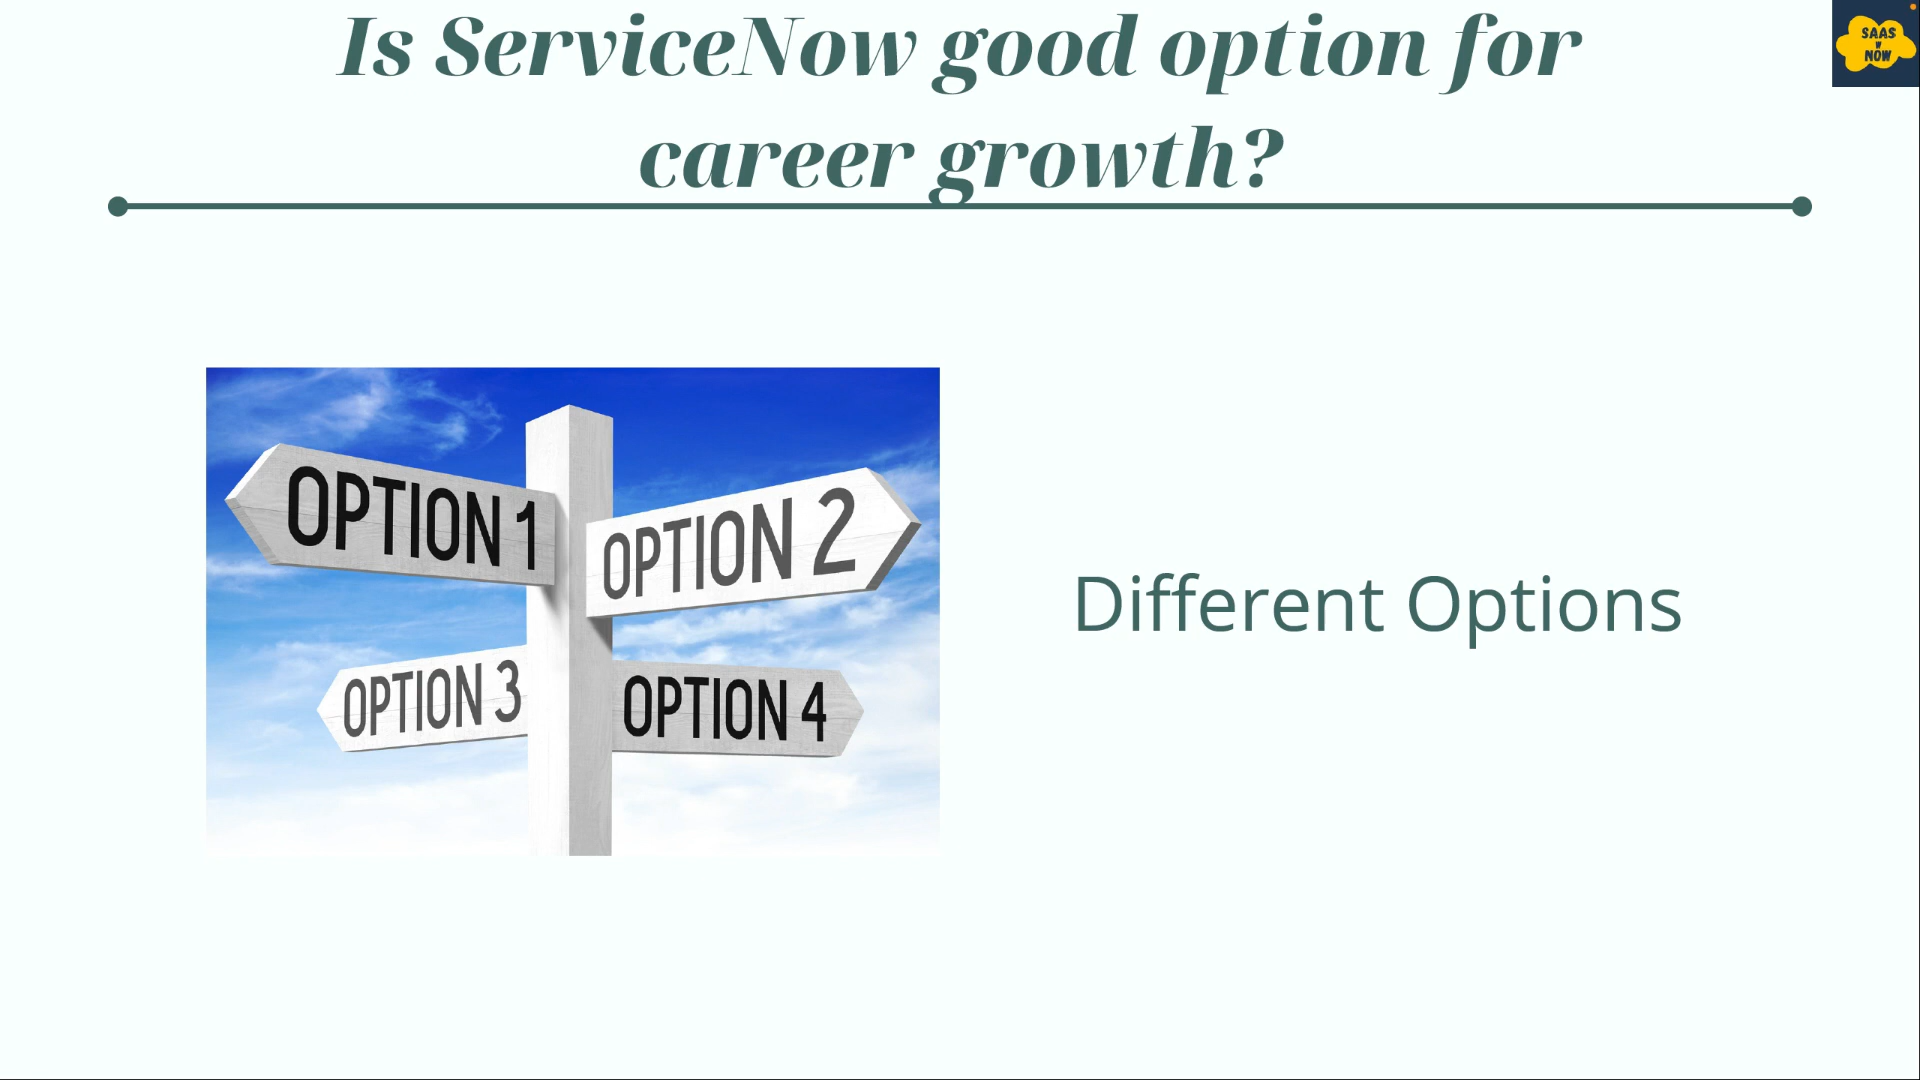 Is ServiceNow good option for
career growth?
SAAS
N
NOW
OPTION 1
OPTION 2
OPTION 3
OPTION 4
Different Options